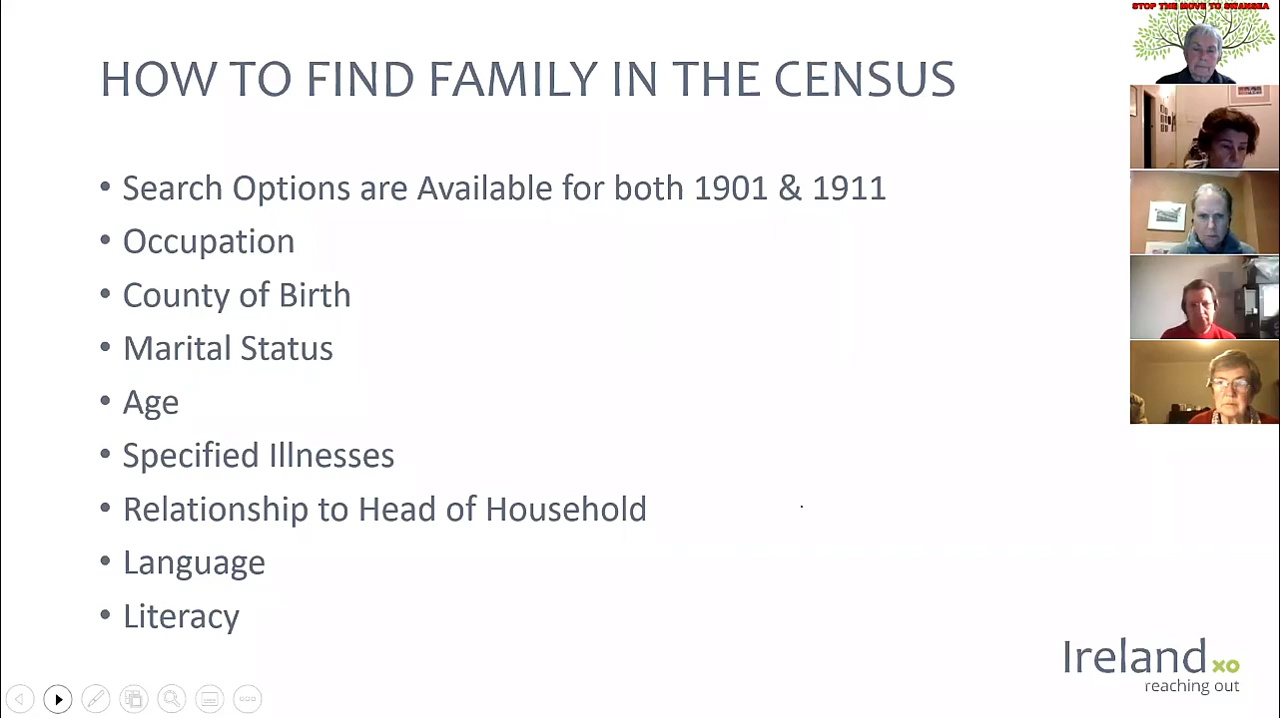 STOP THE MOVE TO SWANSEA
HOW TO FIND FAMILY IN THE CENSUS
• Search Options are Available for both 1901 & 1911
• Occupation
• County of Birth
• Marital Status
• Age
• Specified Illnesses
• Relationship to Head of Household
• Language
• Literacy
Ireland xo
reaching out